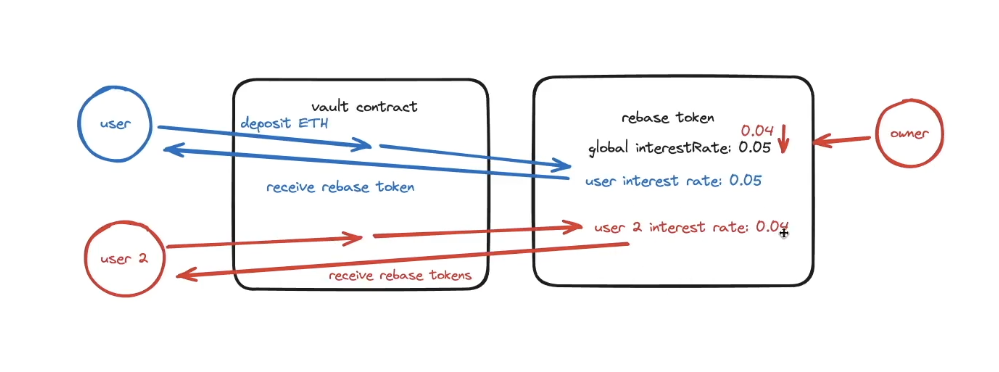 user
vault contract
deposit ETH
receive rebase token
rebase token
0.04
global interestRate: 0.05
user interest rate: 0.05
owner
user 2
user 2 interest rate: 0.04
receive rebase tokens